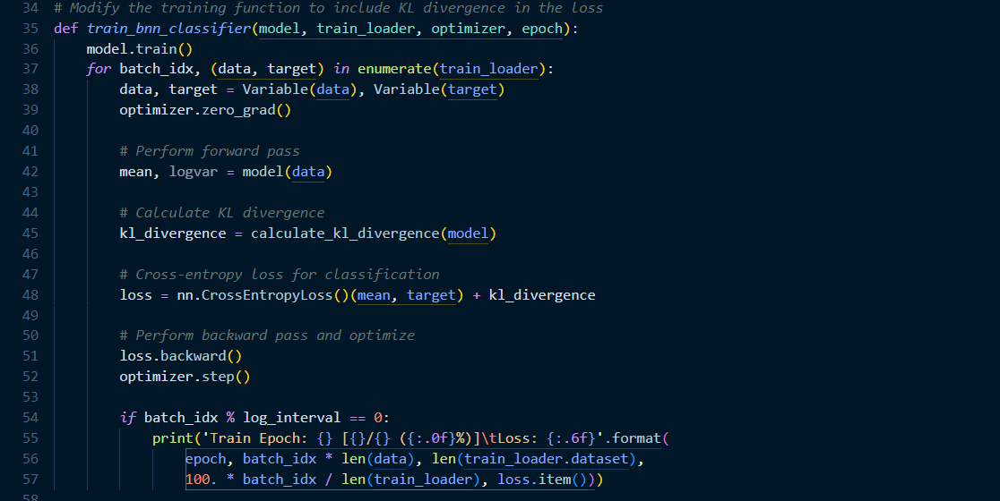 34 # Modify the training function to include KL divergence in the loss
35 def train_bnn_classifier(model, train_loader, optimizer, epoch):
36     model.train()
37     for batch_idx, (data, target) in enumerate(train_loader):
38         data, target = Variable(data), Variable(target)
39         optimizer.zero_grad()
40
41         # Perform forward pass
42         mean, logvar = model(data)
43
44         # Calculate KL divergence
45         kl_divergence = calculate_kl_divergence(model)
46
47         # Cross-entropy loss for classification
48         loss = nn.CrossEntropyLoss()(mean, target) + kl_divergence
49
50         # Perform backward pass and optimize
51         loss.backward()
52         optimizer.step()
53
54         if batch_idx % log_interval == 0:
55             print('Train Epoch: {} [{}/{} ({:.0f}%)]\tLoss: {:.6f}'.format(
56                 epoch, batch_idx * len(data), len(train_loader.dataset),
57                 100. * batch_idx / len(train_loader), loss.item()))
58